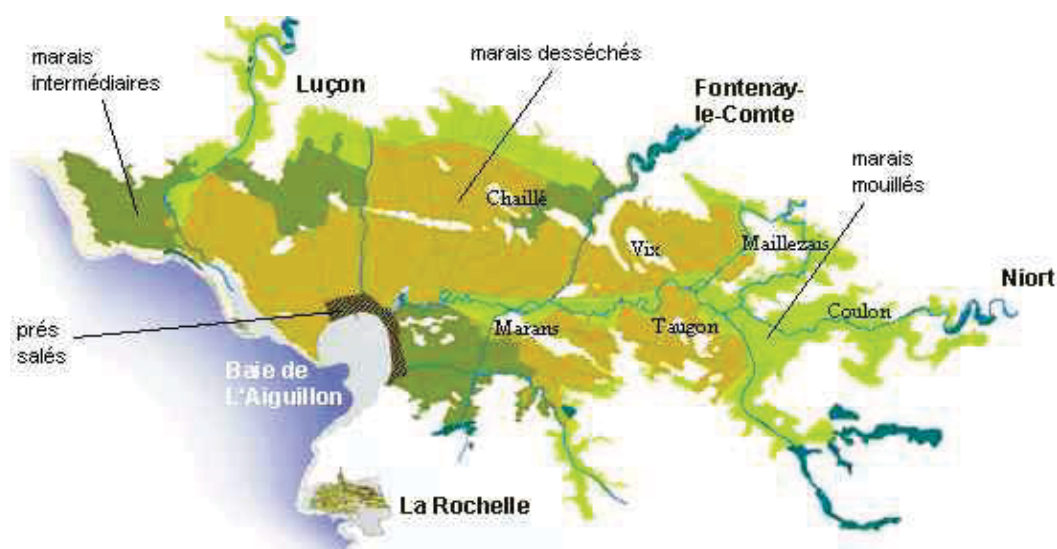 marais
intermédiaires
Luçon
marais desséchés
Fontenay-
le-Comte
marais
mouillés
Chaillé
Vix
Maillezais
Niort
Coulon
Marans
Taugon
prés
salés
Baie de
L'Aiguillon
La Rochelle